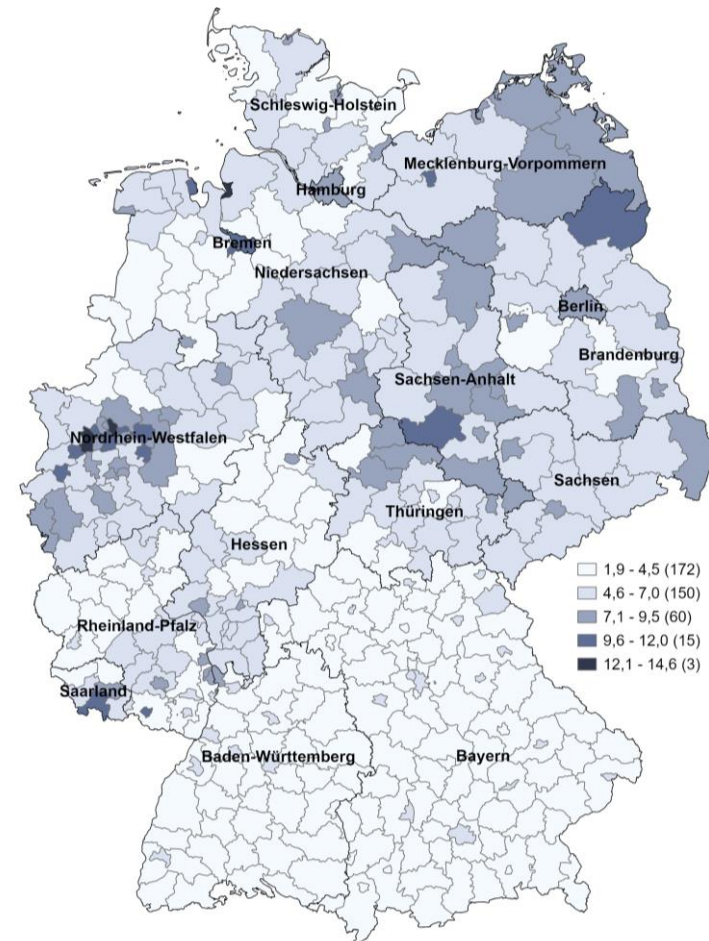 Schleswig-Holstein
Mecklenburg-Vorpommern
Hamburg
Bremen
Niedersachsen
Berlin
Brandenburg
Sachsen-Anhalt
Nordrhein-Westfalen
Sachsen
Thüringen
Hessen
1,9 - 4,5 (172)
4,6 - 7,0 (150)
7,1 - 9,5 (60)
9,6 - 12,0 (15)
12,1 - 14,6 (3)
Rheinland-Pfalz
Saarland
Baden-Württemberg
Bayern